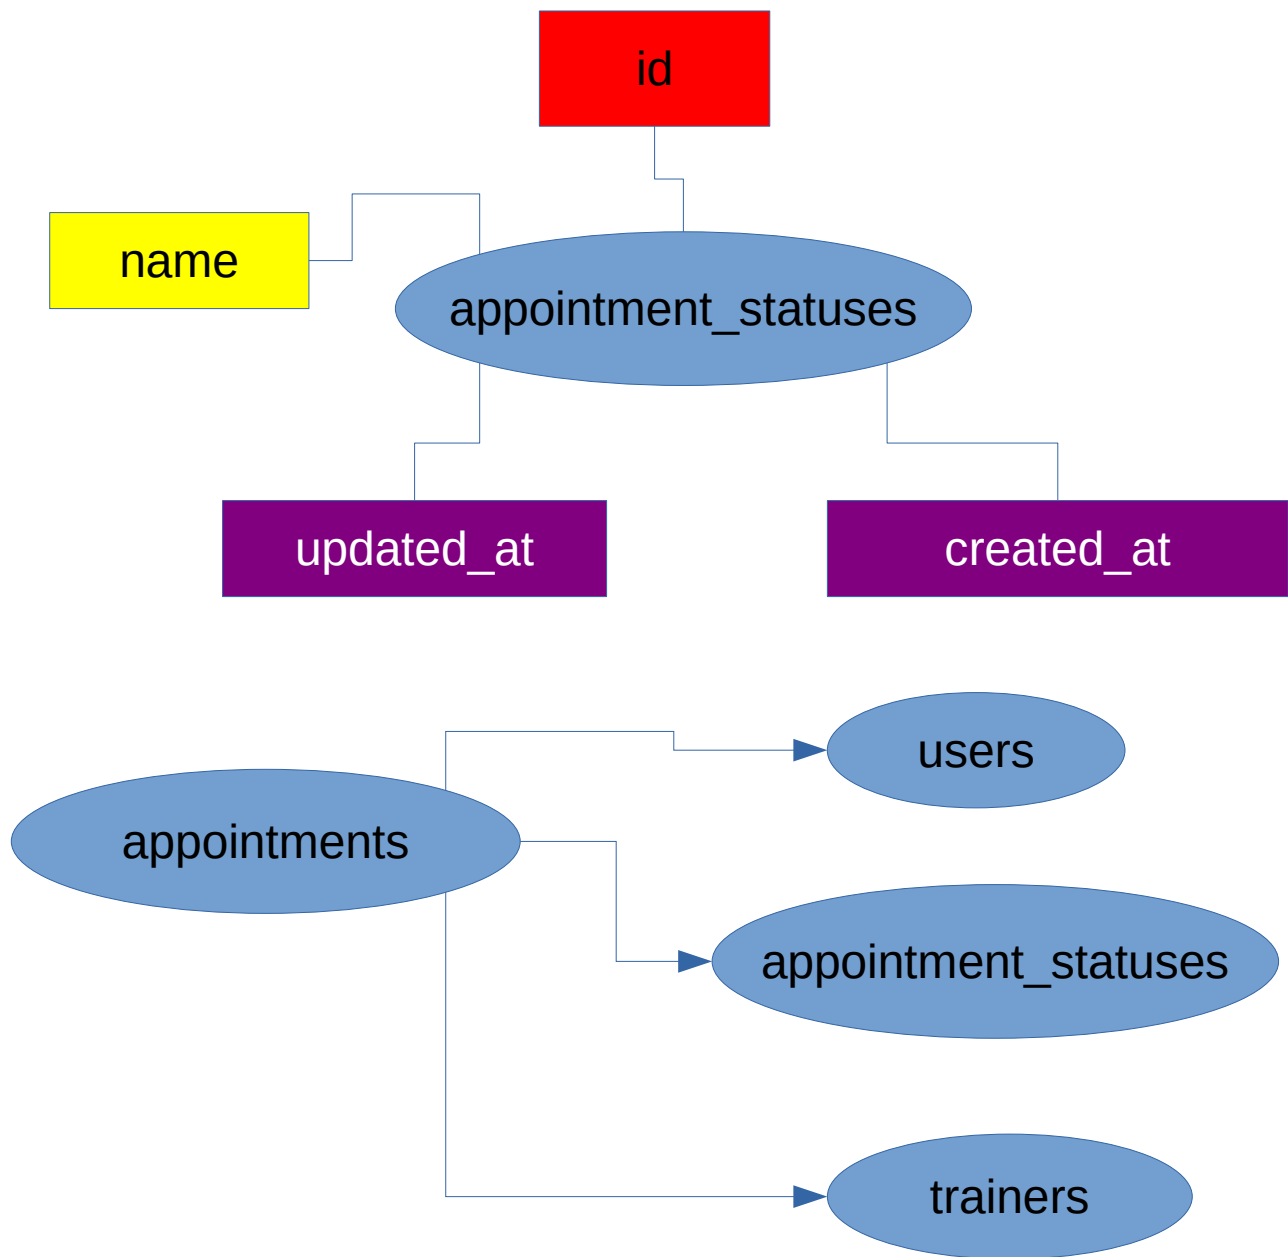 id
name
appointment_statuses
updated_at
created_at
users
appointments
appointment_statuses
trainers